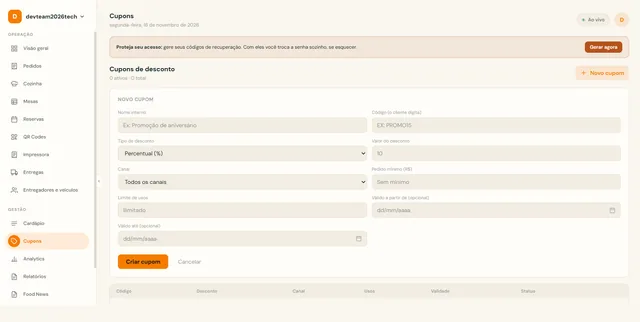 D
devteam2026tech
OPERAÇÃO
Visão geral
Pedidos
Cozinha
Mesas
Reservas
QR Codes
Impressora
Entregas
Entregadores e veículos
GESTÃO
Cardápio
Cupons
Analytics
Relatórios
Food News
Cupons
segunda-feira, 16 de novembro de 2026
Ao vivo
D
Proteja seu acesso: gere seus códigos de recuperação. Com eles você troca a senha sozinho, se esquecer.
Gerar agora
Cupons de desconto
0 ativos · 0 total
+ Novo cupom
NOVO CUPOM
Nome interno
Código (o cliente digita)
Ex: Promoção de aniversário
EX: PROMO15
Tipo de desconto
Valor do desconto
Percentual (%)
10
Canal
Pedido mínimo (R$)
Todos os canais
Sem mínimo
Limite de usos
Válido a partir de (opcional)
Ilimitado
dd/mm/aaaa
Válido até (opcional)
dd/mm/aaaa
Criar cupom
Cancelar
Código
Desconto
Canal
Usos
Validade
Status